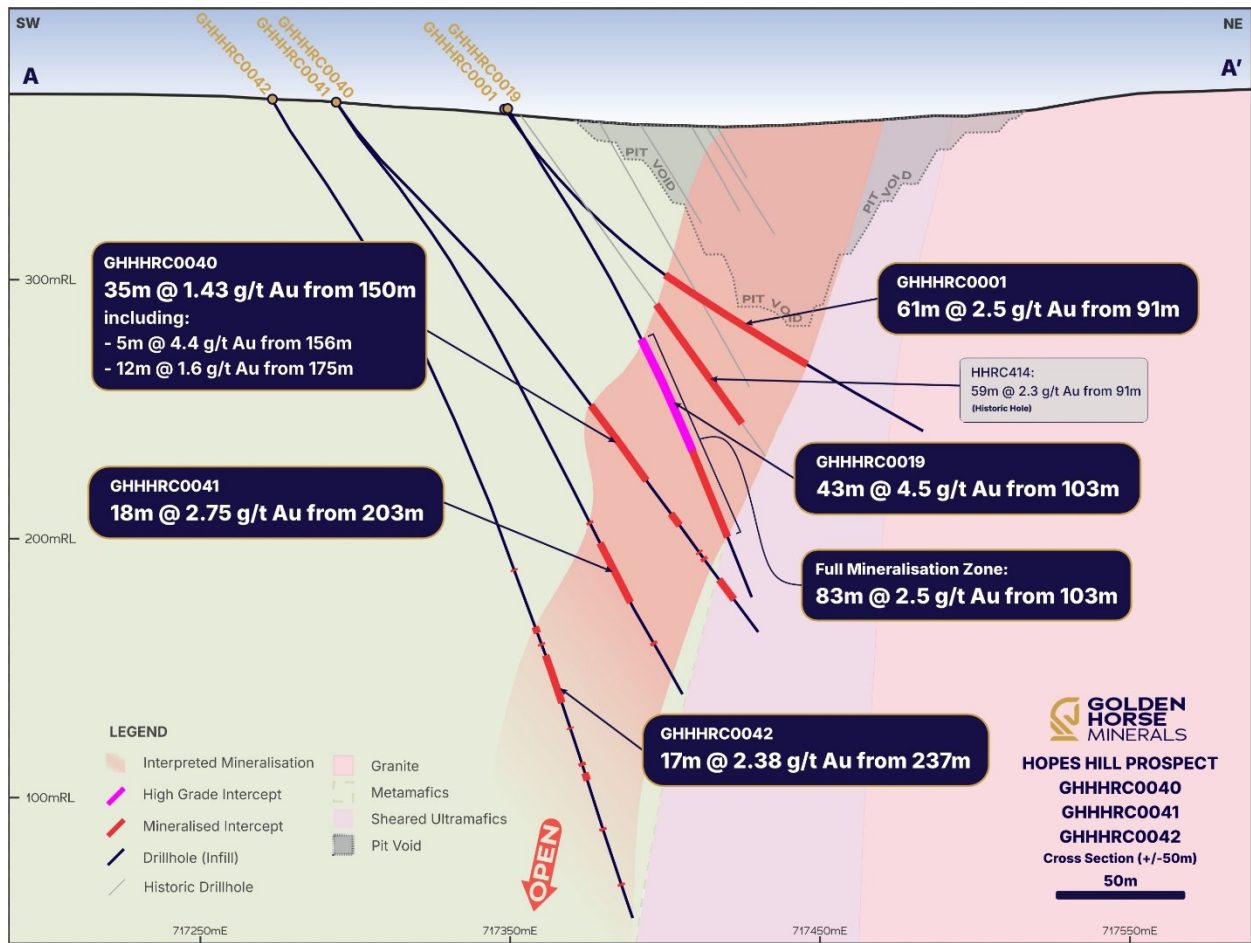 SW
NE
A
A'
GHHHRC0042
GHHHRC0041
GHHHRC0040
GHHHRC0001
GHHHRC0019
PIT VOID
PIT VOID
PIT VOID
300mRL
200mRL
100mRL
GHHHRC0040
35m @ 1.43 g/t Au from 150m
including:
- 5m @ 4.4 g/t Au from 156m
- 12m @ 1.6 g/t Au from 175m
GHHHRC0001
61m @ 2.5 g/t Au from 91m
HHRC414:
59m @ 2.3 g/t Au from 91m
(Historic Hole)
GHHHRC0019
43m @ 4.5 g/t Au from 103m
GHHHRC0041
18m @ 2.75 g/t Au from 203m
Full Mineralisation Zone:
83m @ 2.5 g/t Au from 103m
GHHHRC0042
17m @ 2.38 g/t Au from 237m
LEGEND
Interpreted Mineralisation
High Grade Intercept
Mineralised Intercept
Drillhole (Infill)
Historic Drillhole
Granite
Metamafics
Sheared Ultramafics
Pit Void
OPEN
GOLDEN
HORSE
MINERALS
HOPES HILL PROSPECT
GHHHRC0040
GHHHRC0041
GHHHRC0042
Cross Section (+/-50m)
50m
717250mE
717350mE
717450mE
717550mE